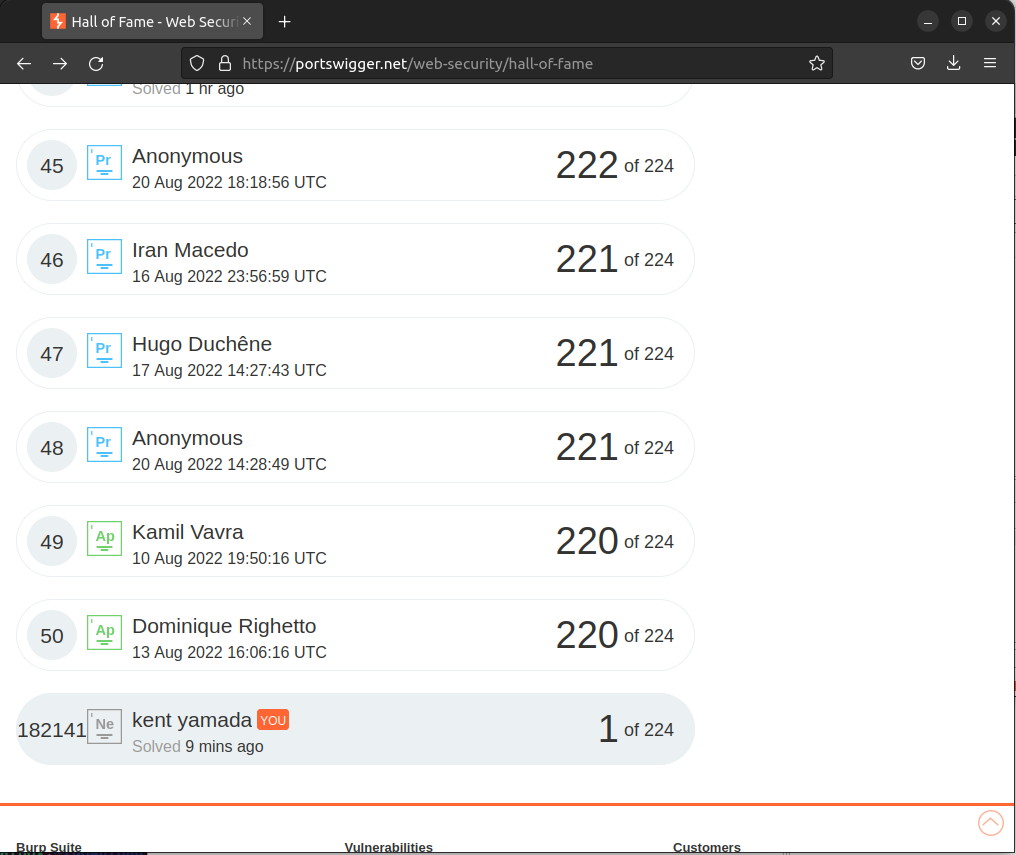 Hall of Fame - Web Securi
https://portswigger.net/web-security/hall-of-fame
Solved 1 hr ago
45 Pr Anonymous 222 of 224
20 Aug 2022 18:18:56 UTC
46 Pr Iran Macedo 221 of 224
16 Aug 2022 23:56:59 UTC
47 Pr Hugo Duchêne 221 of 224
17 Aug 2022 14:27:43 UTC
48 Pr Anonymous 221 of 224
20 Aug 2022 14:28:49 UTC
49 Ap Kamil Vavra 220 of 224
10 Aug 2022 19:50:16 UTC
50 Ap Dominique Righetto 220 of 224
13 Aug 2022 16:06:16 UTC
182141 Ne kent yamada YOU 1 of 224
Solved 9 mins ago
Burp Suite Vulnerabilities Customers